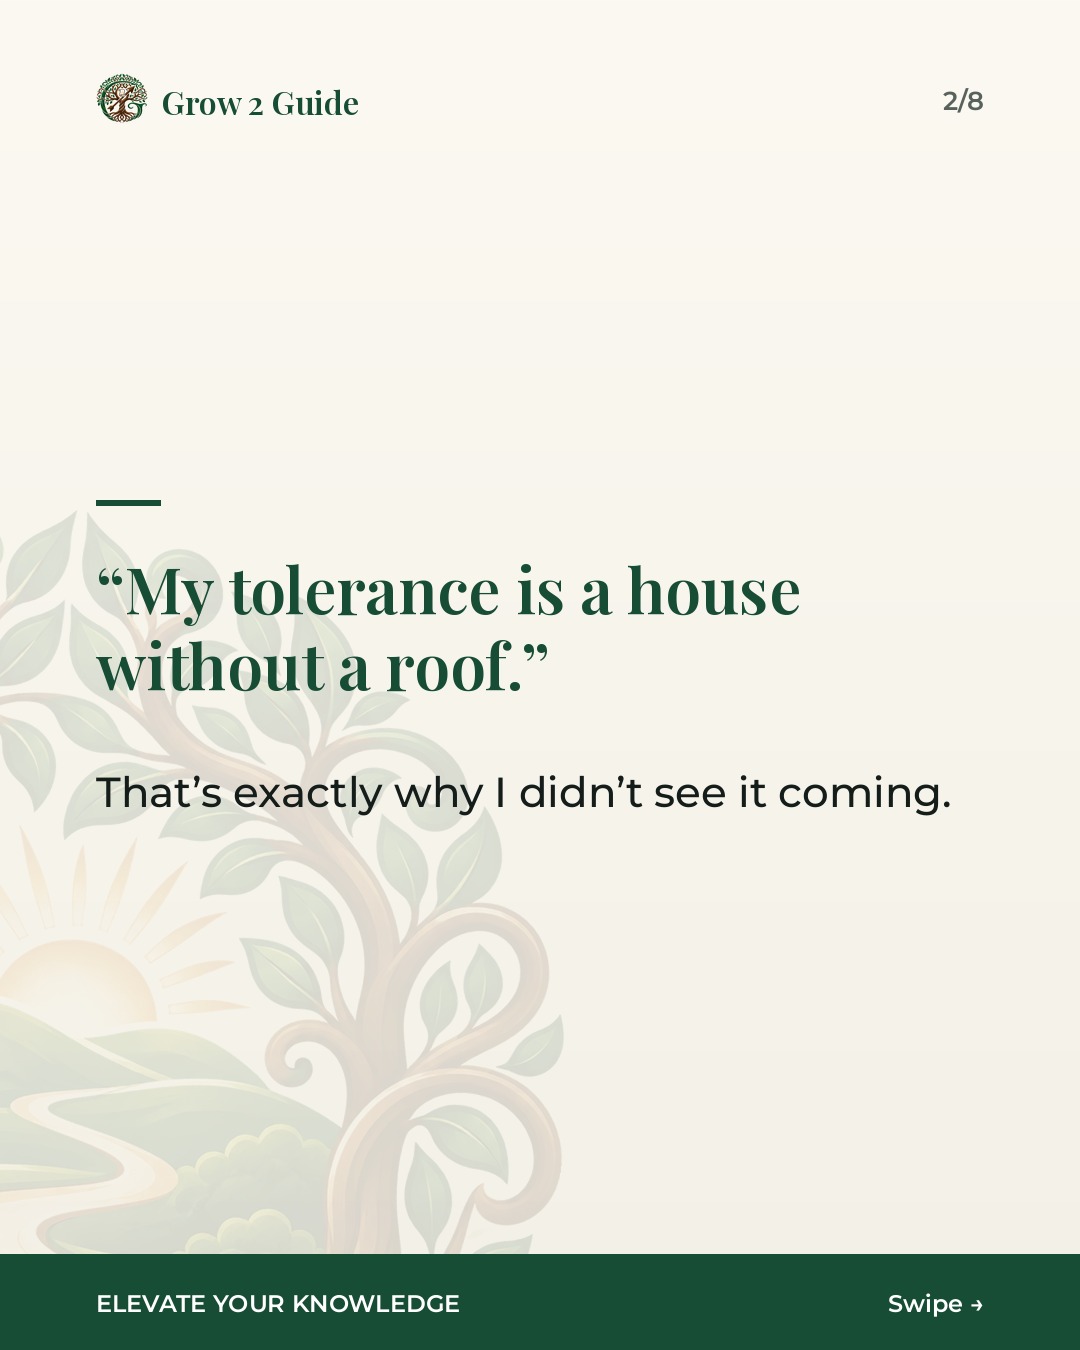 Grow 2 Guide
2/8
“My tolerance is a house
without a roof.”
That’s exactly why I didn’t see it coming.
ELEVATE YOUR KNOWLEDGE
Swipe →